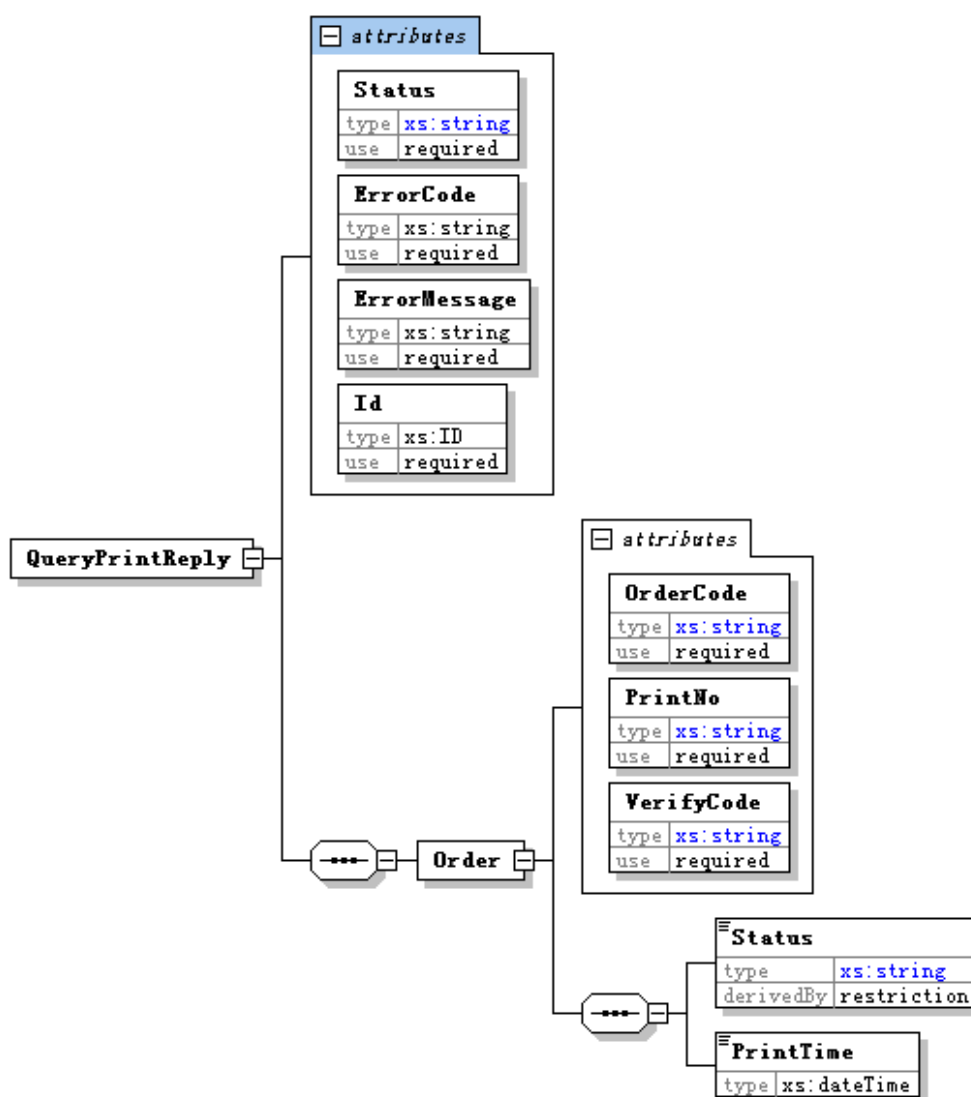 attributes
Status
type xs:string
use required
ErrorCode
type xs:string
use required
ErrorMessage
type xs:string
use required
Id
type xs:ID
use required
QueryPrintReply
attributes
OrderCode
type xs:string
use required
PrintNo
type xs:string
use required
VerifyCode
type xs:string
use required
Order
Status
type xs:string
derivedBy restriction
PrintTime
type xs:dateTime